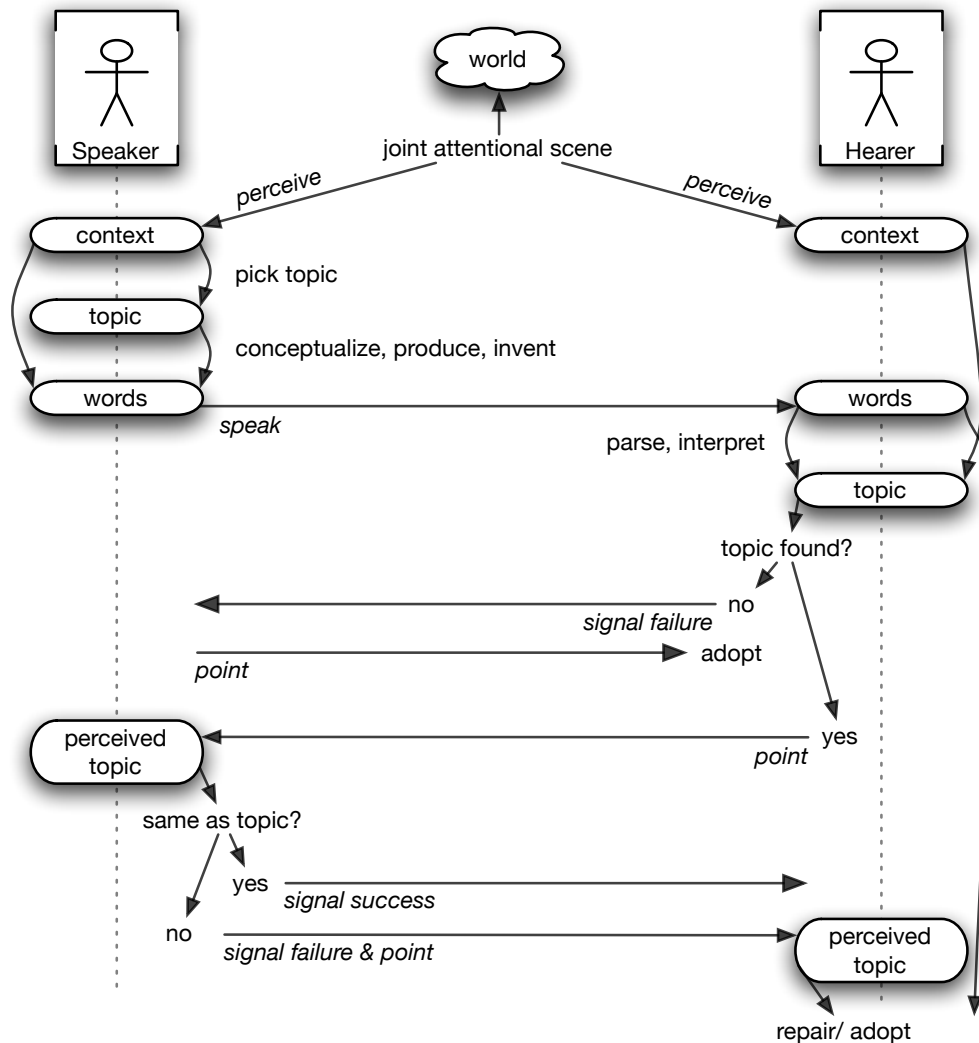 world
Speaker
joint attentional scene
Hearer
perceive
perceive
context
context
pick topic
topic
conceptualize, produce, invent
words
words
speak
parse, interpret
topic
topic found?
no
signal failure
adopt
point
perceived
topic
yes
point
same as topic?
yes
signal success
no
signal failure & point
perceived
topic
repair/ adopt